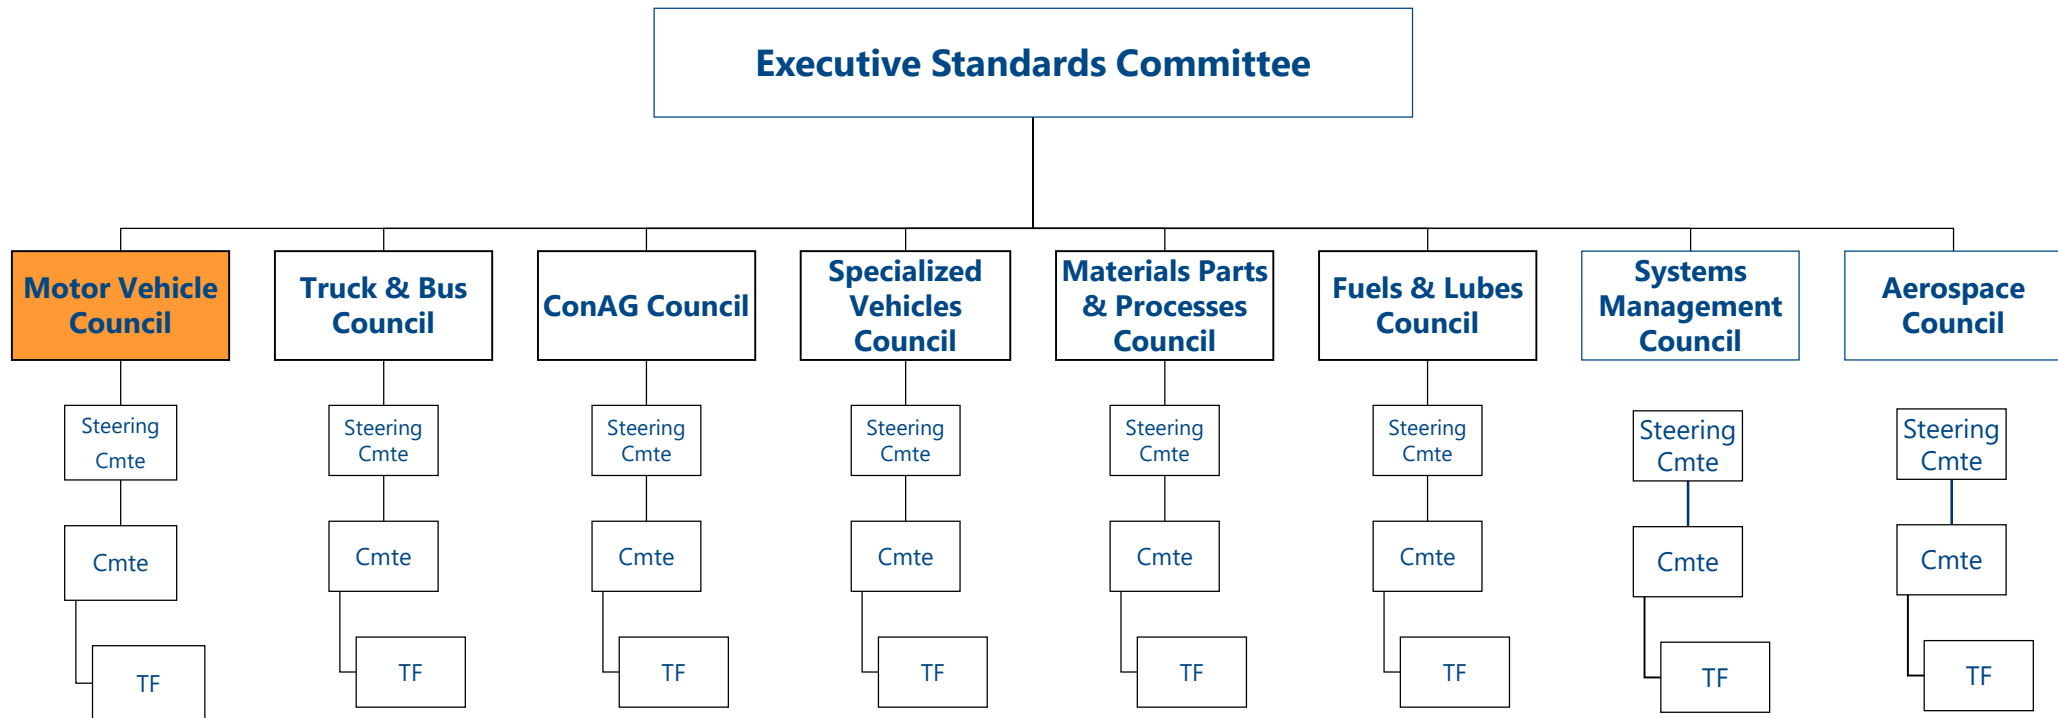 Executive Standards Committee
Motor Vehicle
Council
Truck & Bus
Council
ConAG Council
Specialized
Vehicles
Council
Materials Parts
& Processes
Council
Fuels & Lubes
Council
Systems
Management
Council
Aerospace
Council
Steering
Cmte
Steering
Cmte
Steering
Cmte
Steering
Cmte
Steering
Cmte
Steering
Cmte
Steering
Cmte
Steering
Cmte
Cmte
Cmte
Cmte
Cmte
Cmte
Cmte
Cmte
Cmte
TF
TF
TF
TF
TF
TF
TF
TF